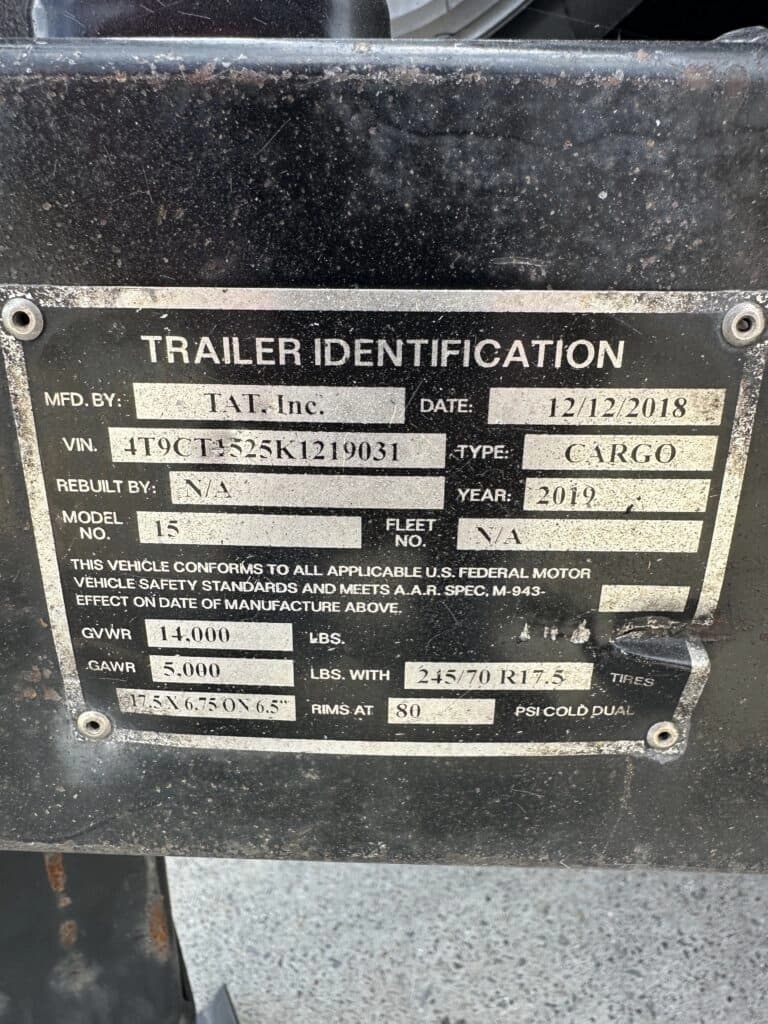 TRAILER IDENTIFICATION
MFD. BY: TAT, Inc. DATE: 12/12/2018
VIN. 4T9CT1525K1219031 TYPE: CARGO
REBUILT BY: N/A YEAR: 2019
MODEL NO. 15 FLEET NO. N/A
THIS VEHICLE CONFORMS TO ALL APPLICABLE U.S. FEDERAL MOTOR
VEHICLE SAFETY STANDARDS AND MEETS A.A.R. SPEC. M-943-
EFFECT ON DATE OF MANUFACTURE ABOVE.
GVWR 14,000 LBS.
GAWR 5,000 LBS. WITH 245/70 R17.5 TIRES
17.5 X 6.75 ON 6.5" RIMS AT 80 PSI COLD DUAL